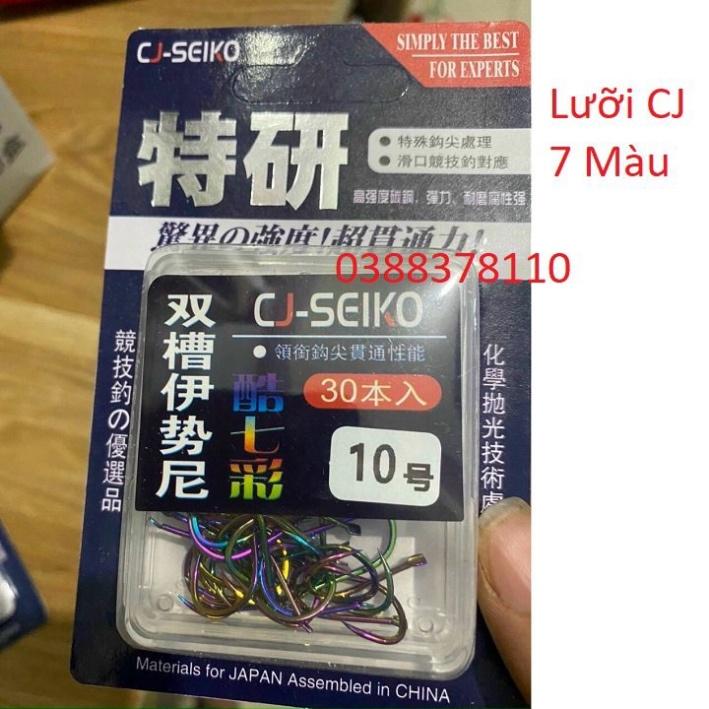 CJ-SEIKO
SIMPLY THE BEST
FOR EXPERTS
特研
● 特殊鈎尖處理
● 滑口競技釣對應
高强度碳鋼，彈力、耐磨腐性强
驚異の強度!超貫通力!
Lưỡi CJ
7 Màu
0388378110
競技釣の優選品
双槽伊势尼
CJ-SEIKO
● 領銜鈎尖貫通性能
酷七彩
30本入
10号
化學拋光技術處
Materials for JAPAN Assembled in CHINA